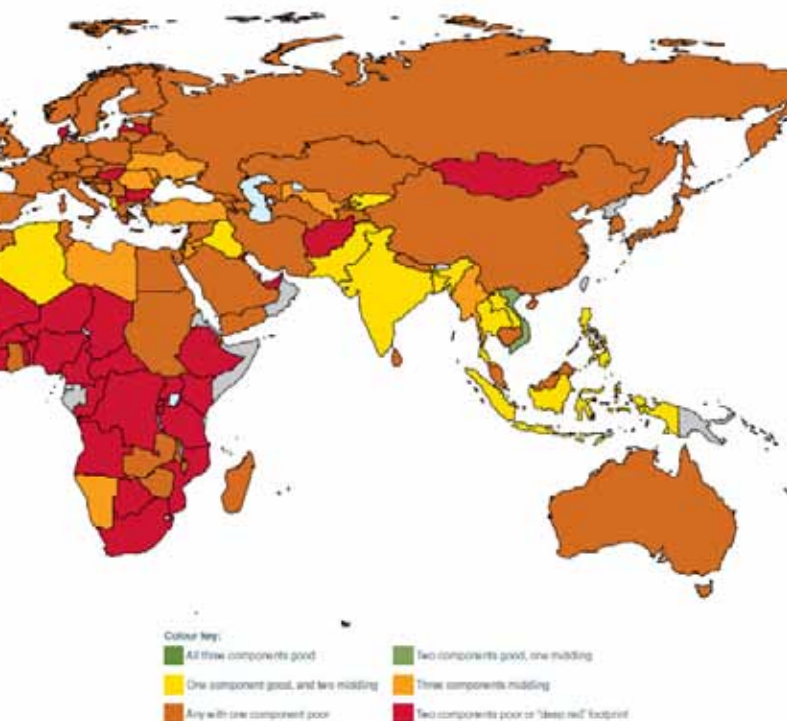 Colour key:
All three components good
Two components good, one middling
One component good, and two middling
Three components middling
Any with one component poor
Two components poor or "deep red" footprint